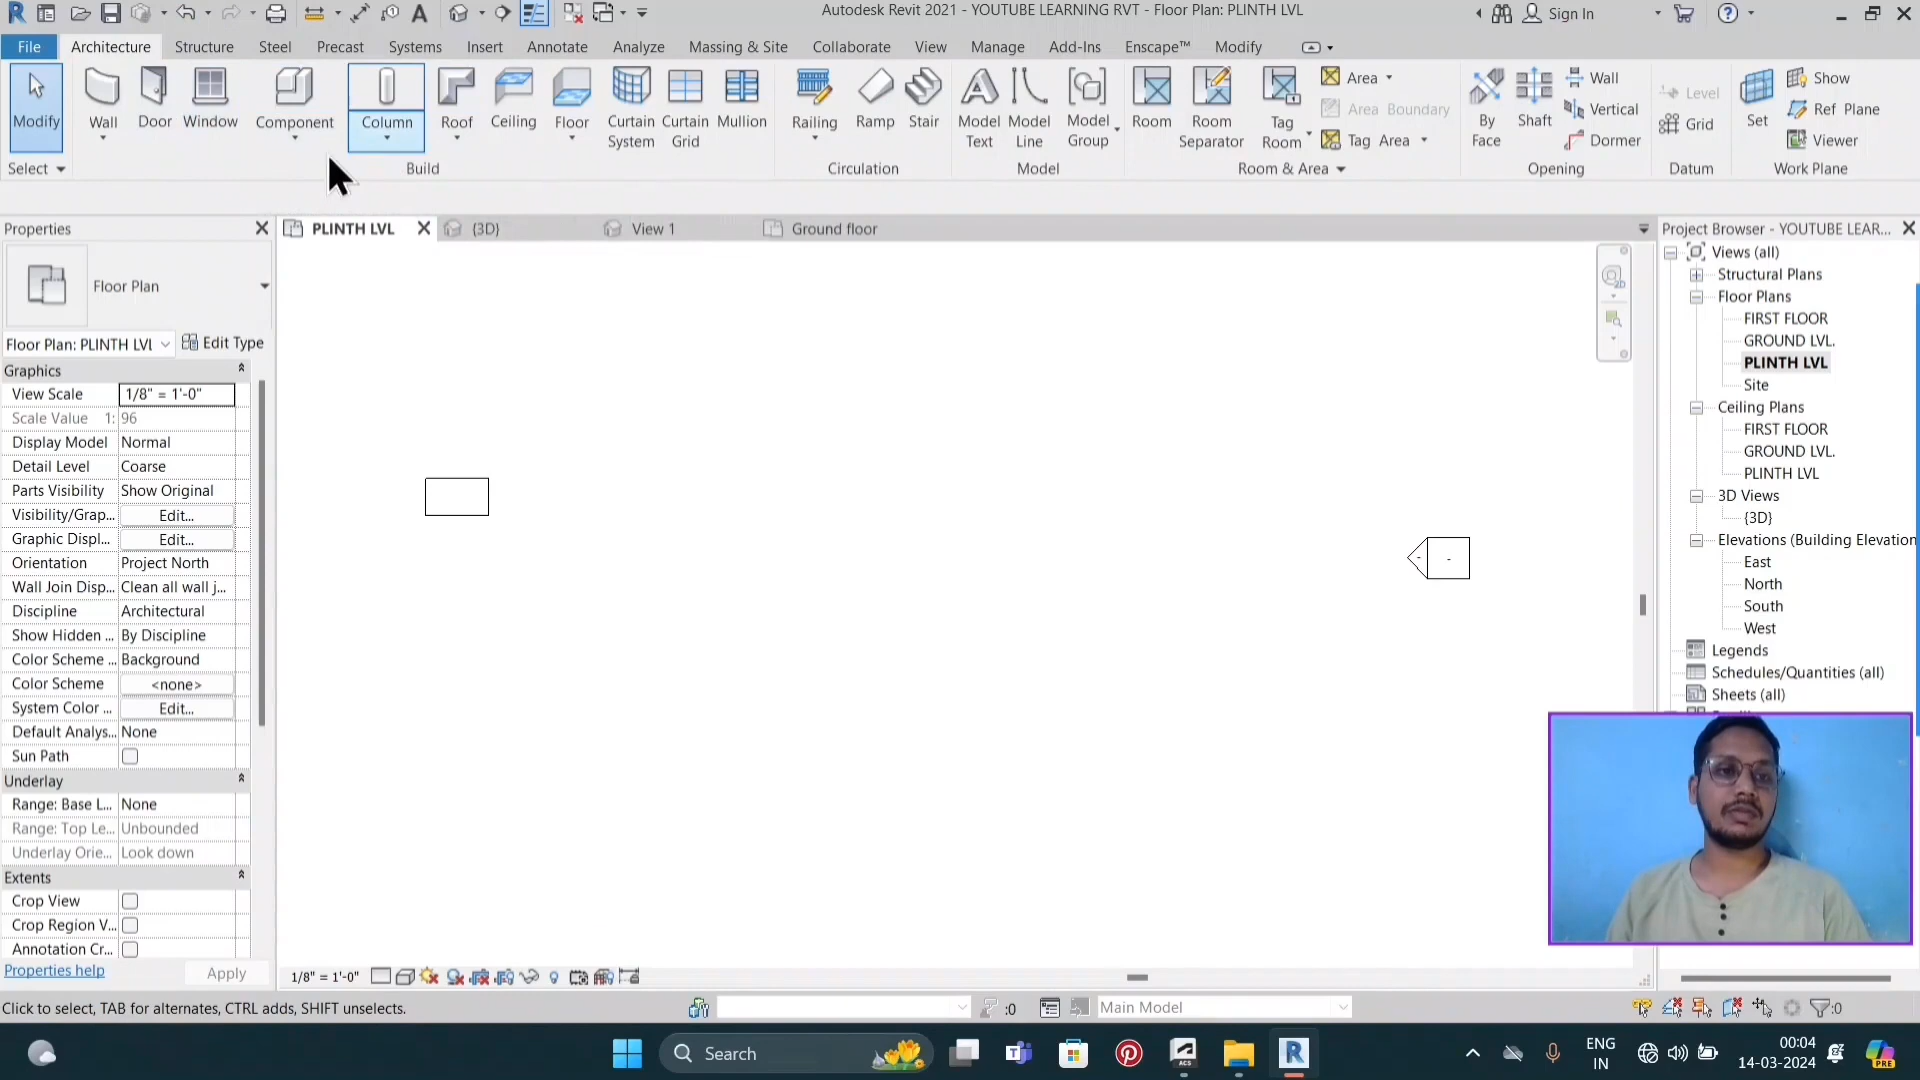 Autodesk Revit 2021 - YOUTUBE LEARNING RVT - Floor Plan: PLINTH LVL
Sign In
File
Architecture
Structure
Steel
Precast
Systems
Insert
Annotate
Analyze
Massing & Site
Collaborate
View
Manage
Add-Ins
Enscape™
Modify
Modify
Wall
Door
Window
Component
Column
Roof
Ceiling
Floor
Curtain System
Curtain Grid
Mullion
Railing
Ramp
Stair
Model Text
Model Line
Model Group
Room
Room Separator
Tag Room
Area
Area Boundary
Tag Area
By Face
Shaft
Wall
Vertical
Dormer
Level
Grid
Set
Show
Ref Plane
Viewer
Select
Build
Circulation
Model
Room & Area
Opening
Datum
Work Plane
Properties
PLINTH LVL
{3D}
View 1
Ground floor
Project Browser - YOUTUBE LEAR...
Floor Plan
Floor Plan: PLINTH LVL
Edit Type
Graphics
View Scale 1/8" = 1'-0"
Scale Value 1: 96
Display Model Normal
Detail Level Coarse
Parts Visibility Show Original
Visibility/Grap... Edit...
Graphic Displ... Edit...
Orientation Project North
Wall Join Disp... Clean all wall j...
Discipline Architectural
Show Hidden ... By Discipline
Color Scheme ... Background
Color Scheme <none>
System Color ... Edit...
Default Analys... None
Sun Path
Underlay
Range: Base L... None
Range: Top Le... Unbounded
Underlay Orie... Look down
Extents
Crop View
Crop Region V...
Annotation Cr...
Properties help
Apply
2D
Views (all)
Structural Plans
Floor Plans
FIRST FLOOR
GROUND LVL.
PLINTH LVL
Site
Ceiling Plans
FIRST FLOOR
GROUND LVL.
PLINTH LVL
3D Views
{3D}
Elevations (Building Elevation
East
North
South
West
Legends
Schedules/Quantities (all)
Sheets (all)
1/8" = 1'-0"
Click to select, TAB for alternates, CTRL adds, SHIFT unselects.
:0
Main Model
:0
Search
ENG
IN
00:04
14-03-2024
PRE